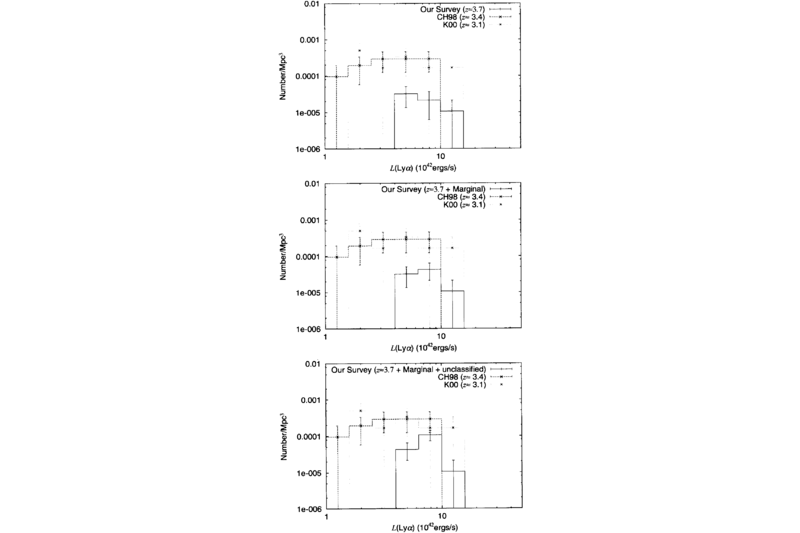 0.01
Our Survey (z=3.7)
CH98 (z= 3.4)
K00 (z= 3.1)
0.001
Number/Mpc³
0.0001
1e-005
1e-006
1
10
L(Lyα) (10⁴²ergs/s)
0.01
Our Survey (z=3.7 + Marginal)
CH98 (z= 3.4)
K00 (z= 3.1)
0.001
Number/Mpc³
0.0001
1e-005
1e-006
1
10
L(Lyα) (10⁴²ergs/s)
0.01
Our Survey (z=3.7 + Marginal + unclassified)
CH98 (z= 3.4)
K00 (z= 3.1)
0.001
Number/Mpc³
0.0001
1e-005
1e-006
1
10
L(Lyα) (10⁴²ergs/s)